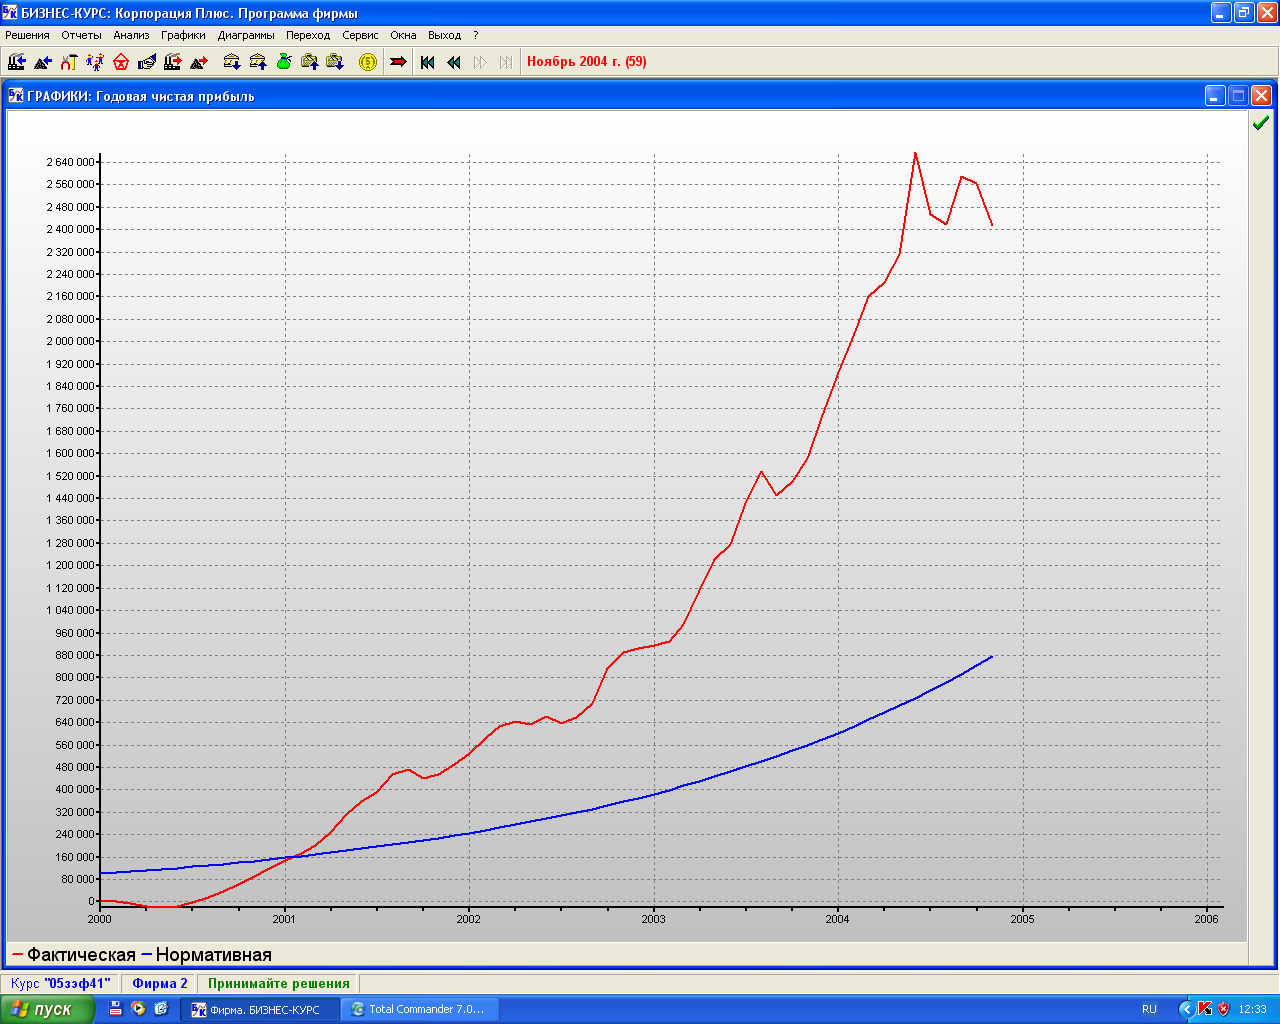 БИЗНЕС-КУРС: Корпорация Плюс. Программа фирмы
Решения Отчеты Анализ Графики Диаграммы Переход Сервис Окна Выход ?
Ноябрь 2004 г. (59)
ГРАФИКИ: Годовая чистая прибыль
2 640 000
2 560 000
2 480 000
2 400 000
2 320 000
2 240 000
2 160 000
2 080 000
2 000 000
1 920 000
1 840 000
1 760 000
1 680 000
1 600 000
1 520 000
1 440 000
1 360 000
1 280 000
1 200 000
1 120 000
1 040 000
960 000
880 000
800 000
720 000
640 000
560 000
480 000
400 000
320 000
240 000
160 000
80 000
0
2000 2001 2002 2003 2004 2005 2006
Фактическая Нормативная
Курс "05ззф41" Фирма 2 Принимайте решения
пуск Фирма. БИЗНЕС-КУРС Total Commander 7.0... RU 12:33